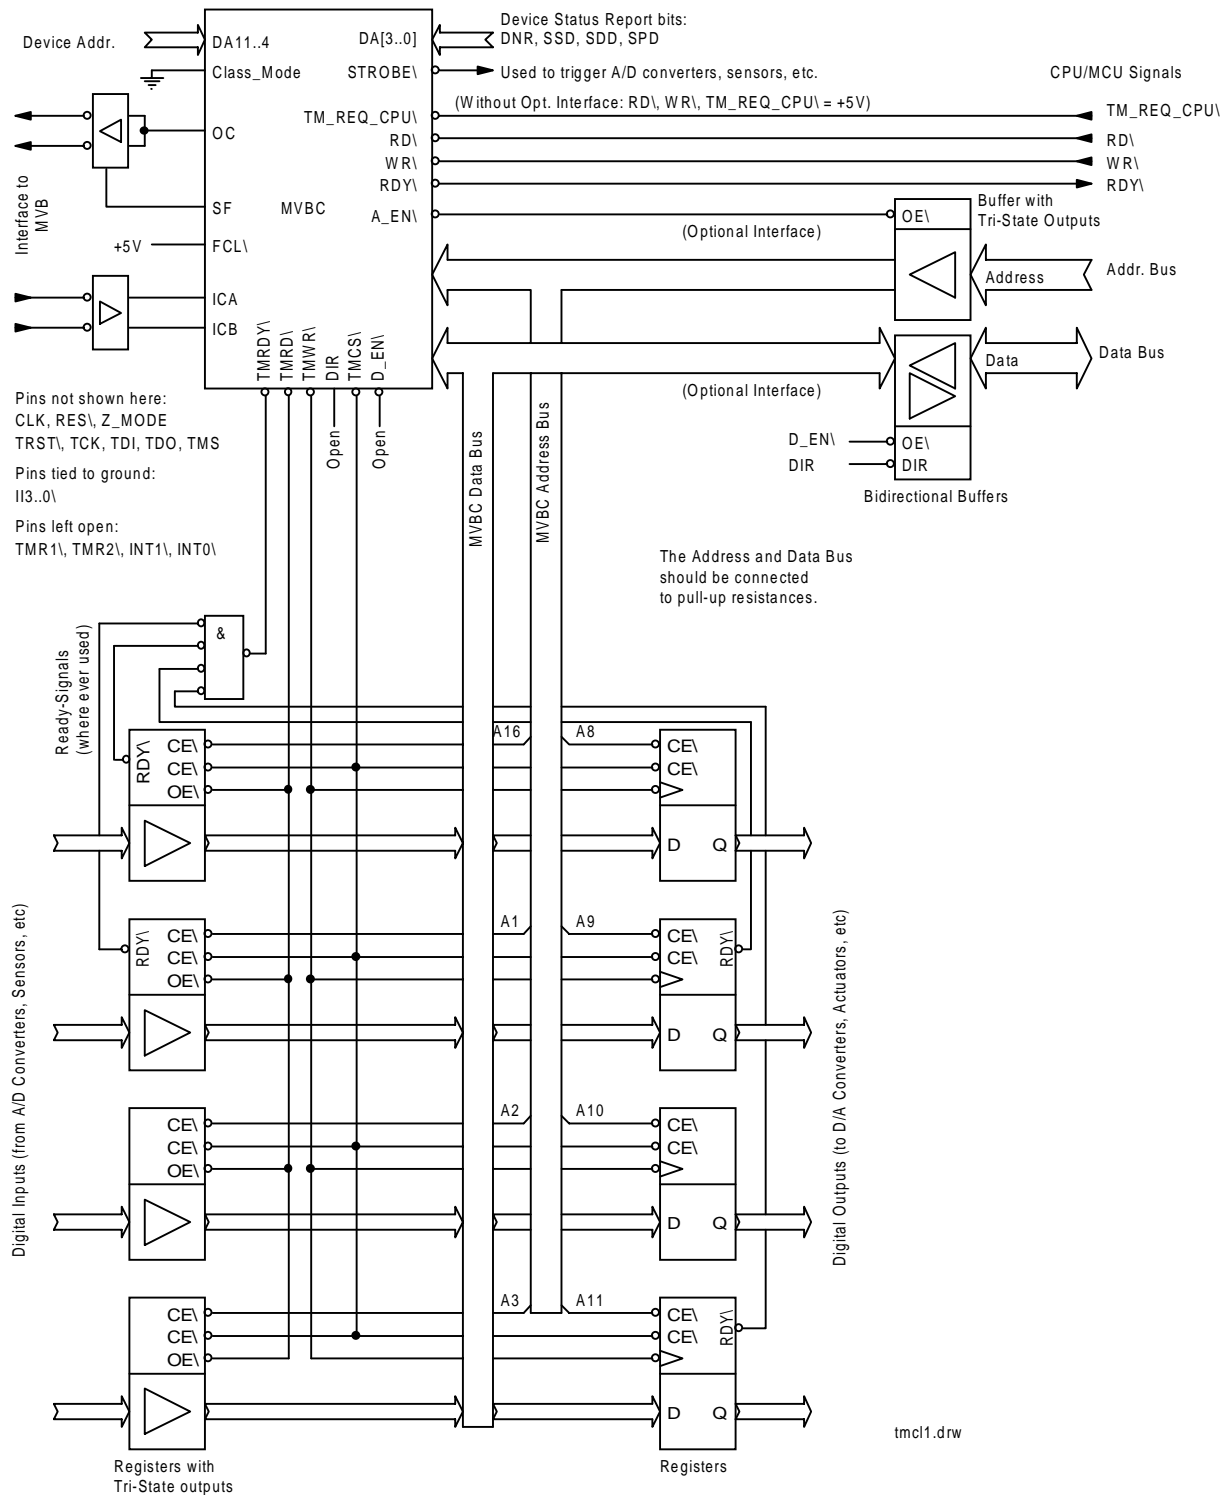 Device Addr.
DA11..4
DA[3..0]
Device Status Report bits:
DNR, SSD, SDD, SPD
Class_Mode
STROBE\
Used to trigger A/D converters, sensors, etc.
CPU/MCU Signals
(Without Opt. Interface: RD\, WR\, TM_REQ_CPU\ = +5V)
TM_REQ_CPU\
TM_REQ_CPU\
OC
RD\
RD\
WR\
WR\
RDY\
RDY\
Interface to
MVB
SF
MVBC
A_EN\
OE\
Buffer with
Tri-State Outputs
(Optional Interface)
+5V
FCL\
Address
Addr. Bus
ICA
ICB
TMRDY\
TMRD\
TMWR\
DIR
TMCS\
D_EN\
Data
Data Bus
(Optional Interface)
Pins not shown here:
CLK, RES\, Z_MODE
TRST\, TCK, TDI, TDO, TMS
Pins tied to ground:
II3..0\
Pins left open:
TMR1\, TMR2\, INT1\, INT0\
Open
Open
MVBC Data Bus
MVBC Address Bus
D_EN\
OE\
DIR
DIR
Bidirectional Buffers
The Address and Data Bus
should be connected
to pull-up resistances.
&
Ready-Signals
(where ever used)
RDY\
CE\
A16
A8
CE\
CE\
CE\
OE\
D
Q
RDY\
CE\
A1
A9
CE\
RDY\
CE\
CE\
OE\
D
Q
Digital Inputs (from A/D Converters, Sensors, etc)
Digital Outputs (to D/A Converters, Actuators, etc)
CE\
A2
A10
CE\
CE\
CE\
OE\
D
Q
CE\
A3
A11
CE\
RDY\
CE\
CE\
OE\
D
Q
tmcl1.drw
Registers with
Tri-State outputs
Registers